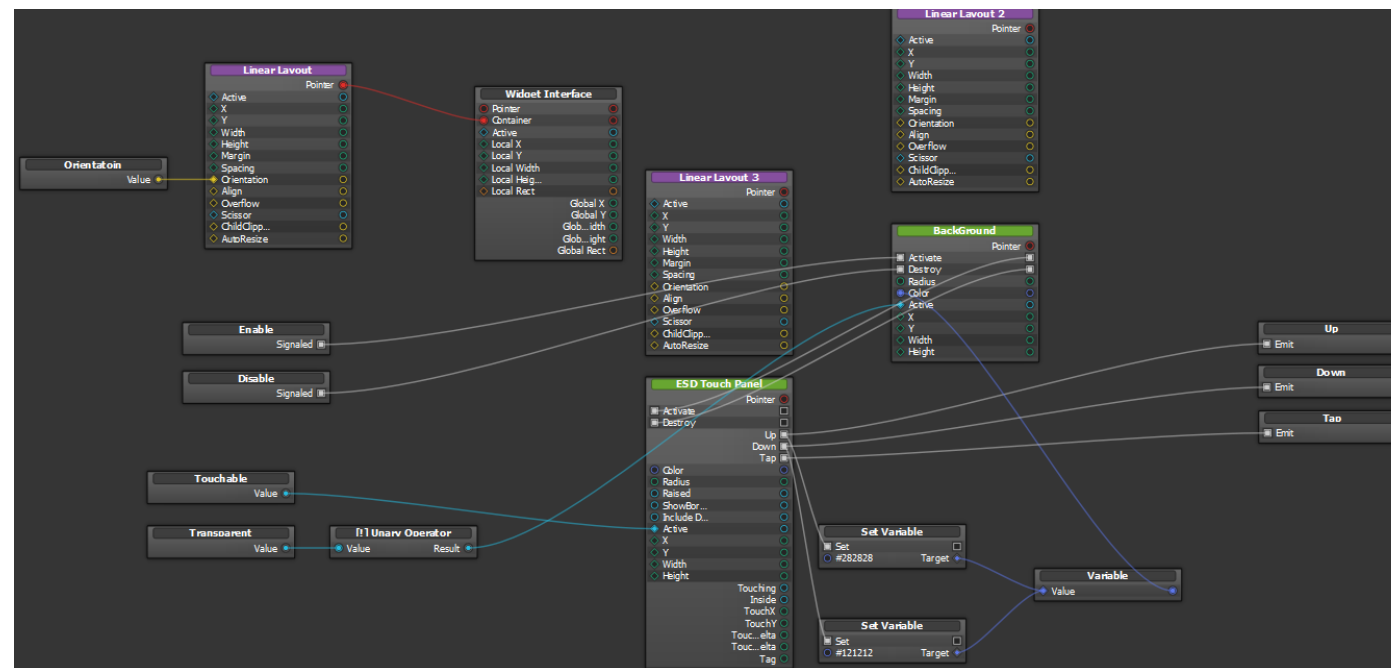 Linear Layout 2
Pointer
Active
X
Y
Width
Height
Margin
Spacing
Orientation
Align
Overflow
Scissor
ChildClipp...
AutoResize
Linear Layout
Pointer
Active
X
Y
Width
Height
Margin
Spacing
Orientation
Align
Overflow
Scissor
ChildClipp...
AutoResize
Orientatoin
Value
Widget Interface
Pointer
Container
Active
Local X
Local Y
Local Width
Local Heig...
Local Rect
Global X
Global Y
Glob...idth
Glob...ight
Global Rect
Linear Layout 3
Pointer
Active
X
Y
Width
Height
Margin
Spacing
Orientation
Align
Overflow
Scissor
ChildClipp...
AutoResize
BackGround
Pointer
Activate
Destroy
Radius
Color
Active
X
Y
Width
Height
Enable
Signaled
Disable
Signaled
Up
Emit
Down
Emit
Tap
Emit
ESD Touch Panel
Pointer
Activate
Destroy
Up
Down
Tap
Color
Radius
Raised
ShowBor...
Include D...
Active
X
Y
Width
Height
Touching
Inside
TouchX
TouchY
Touc...elta
Touc...elta
Tag
Touchable
Value
Transparent
Value
[!] Unary Operator
Value Result
Set Variable
Set
#282828 Target
Variable
Value
Set Variable
Set
#121212 Target